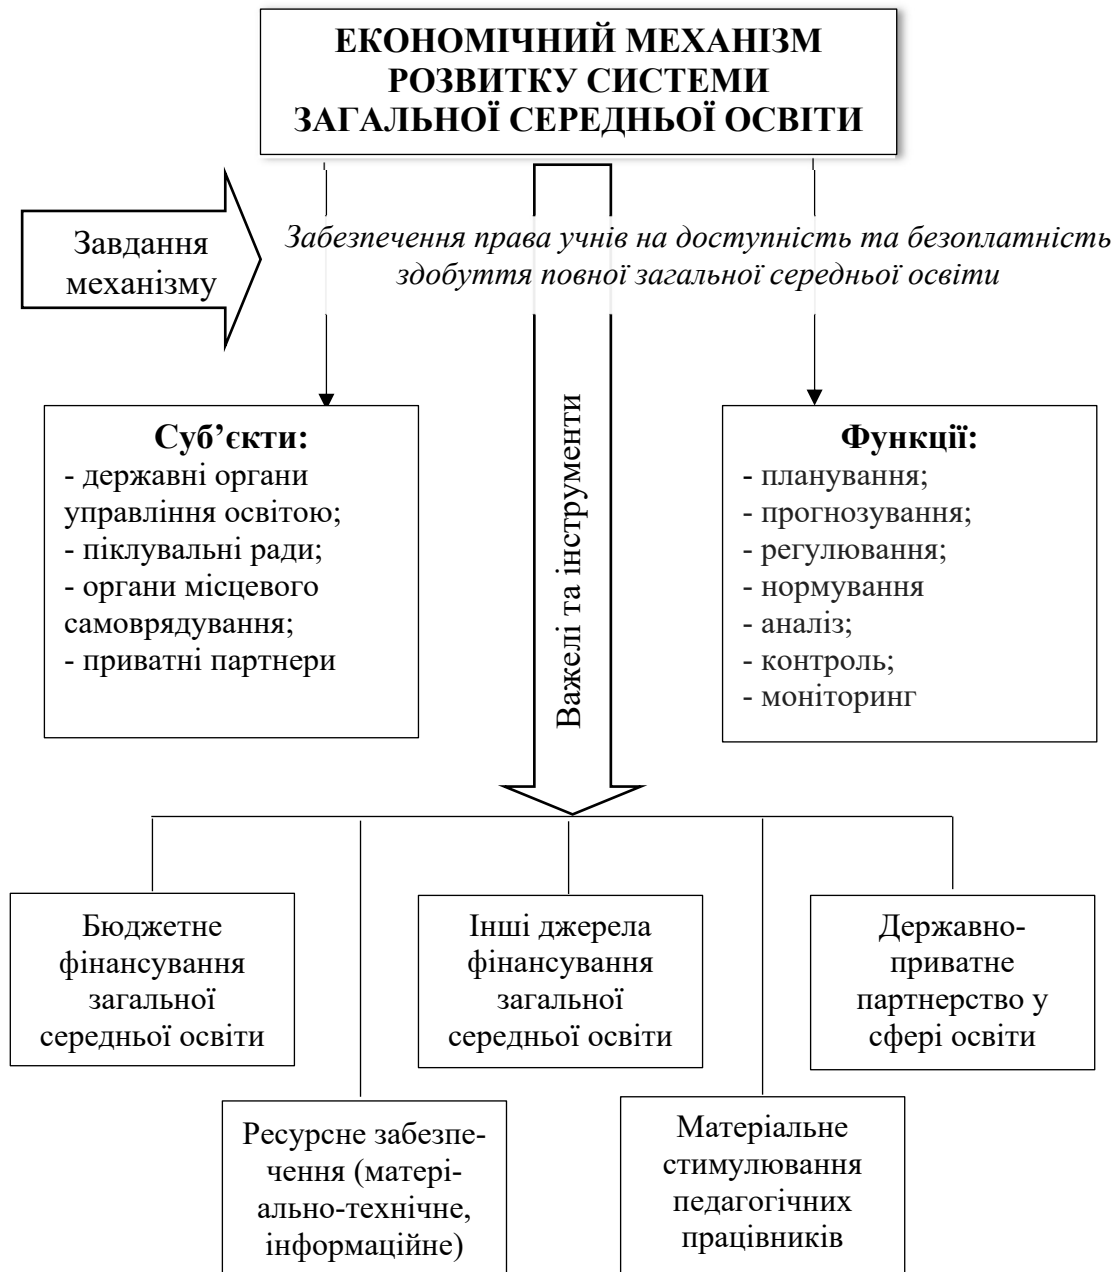 ЕКОНОМІЧНИЙ МЕХАНІЗМ
РОЗВИТКУ СИСТЕМИ
ЗАГАЛЬНОЇ СЕРЕДНЬОЇ ОСВІТИ
Завдання
механізму
Забезпечення права учнів на доступність та безоплатність
здобуття повної загальної середньої освіти
Суб’єкти:
- державні органи
управління освітою;
- піклувальні ради;
- органи місцевого
самоврядування;
- приватні партнери
Важелі та інструменти
Функції:
- планування;
- прогнозування;
- регулювання;
- нормування
- аналіз;
- контроль;
- моніторинг
Бюджетне
фінансування
загальної
середньої освіти
Інші джерела
фінансування
загальної
середньої освіти
Державно-
приватне
партнерство у
сфері освіти
Ресурсне забезпе-
чення (матері-
ально-технічне,
інформаційне)
Матеріальне
стимулювання
педагогічних
працівників